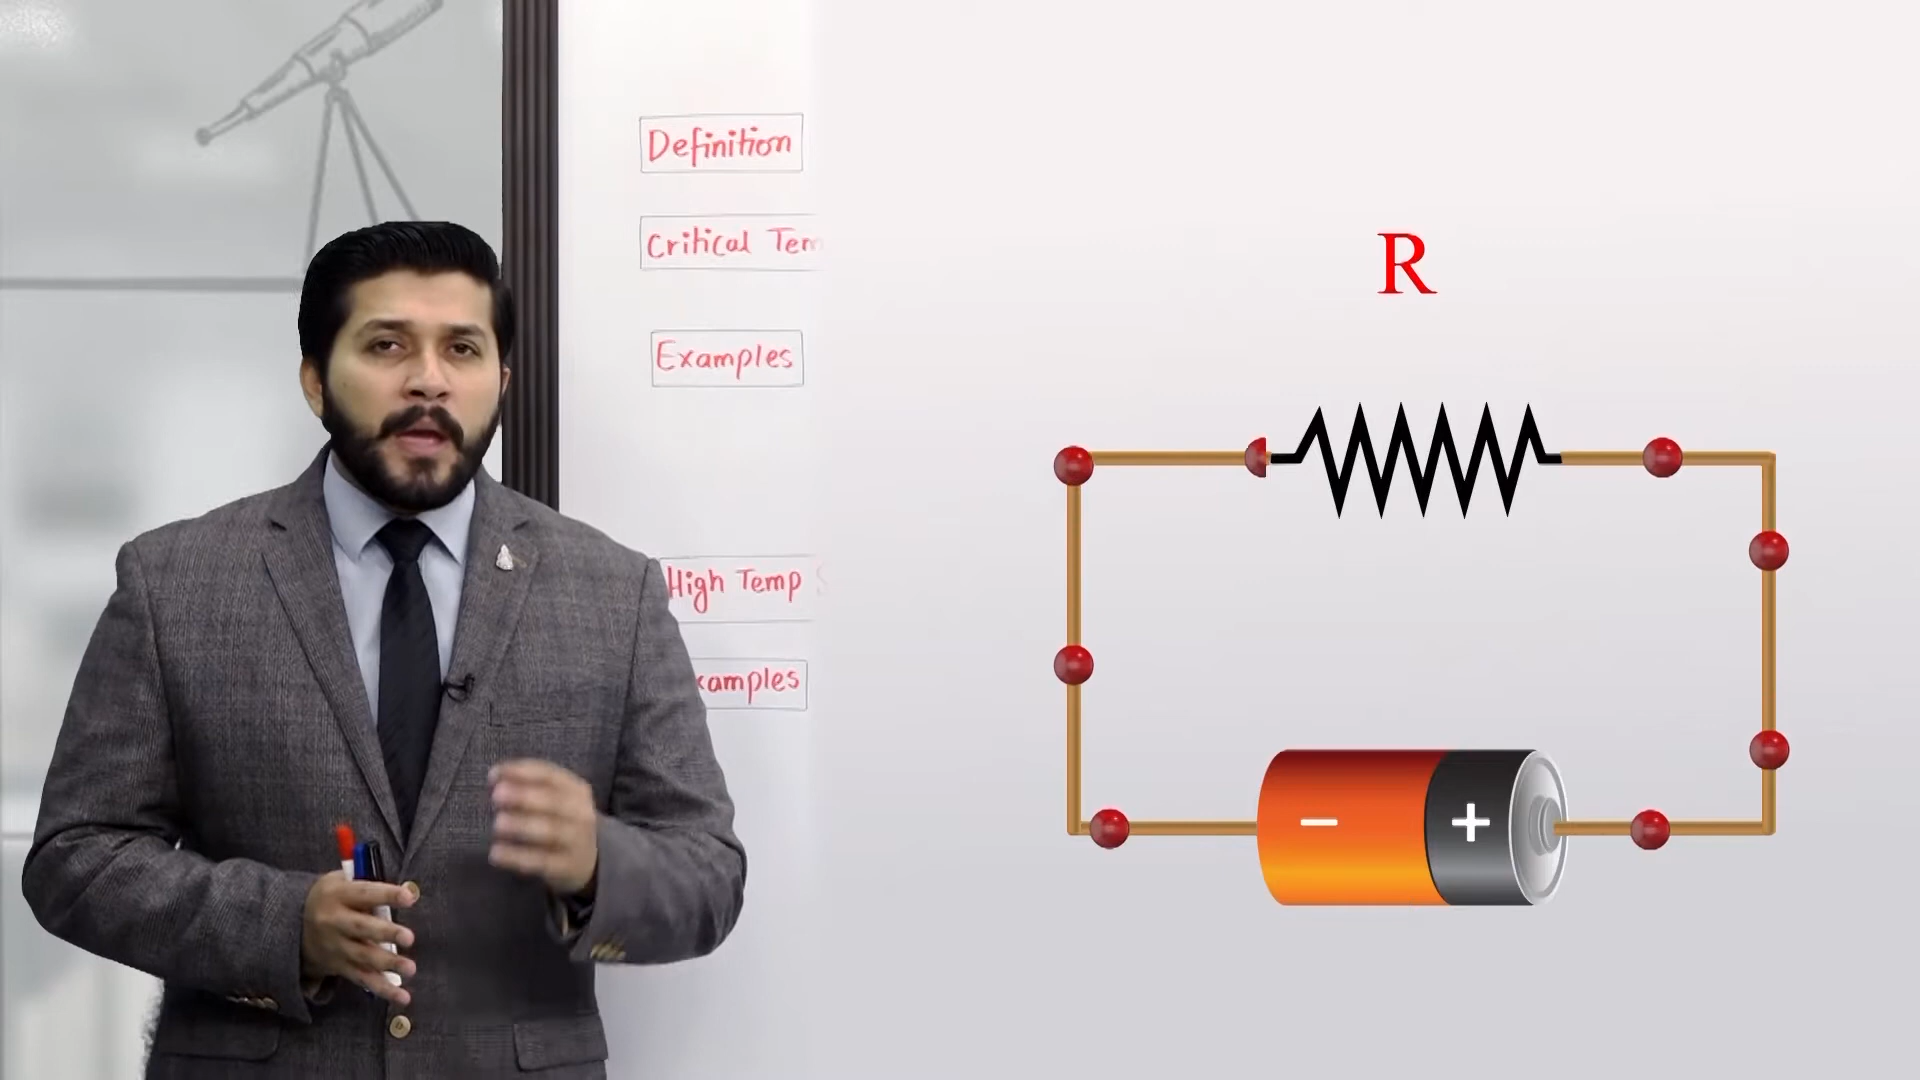 Definition
Critical Tem
Examples
High Temp
xamples
R
− +